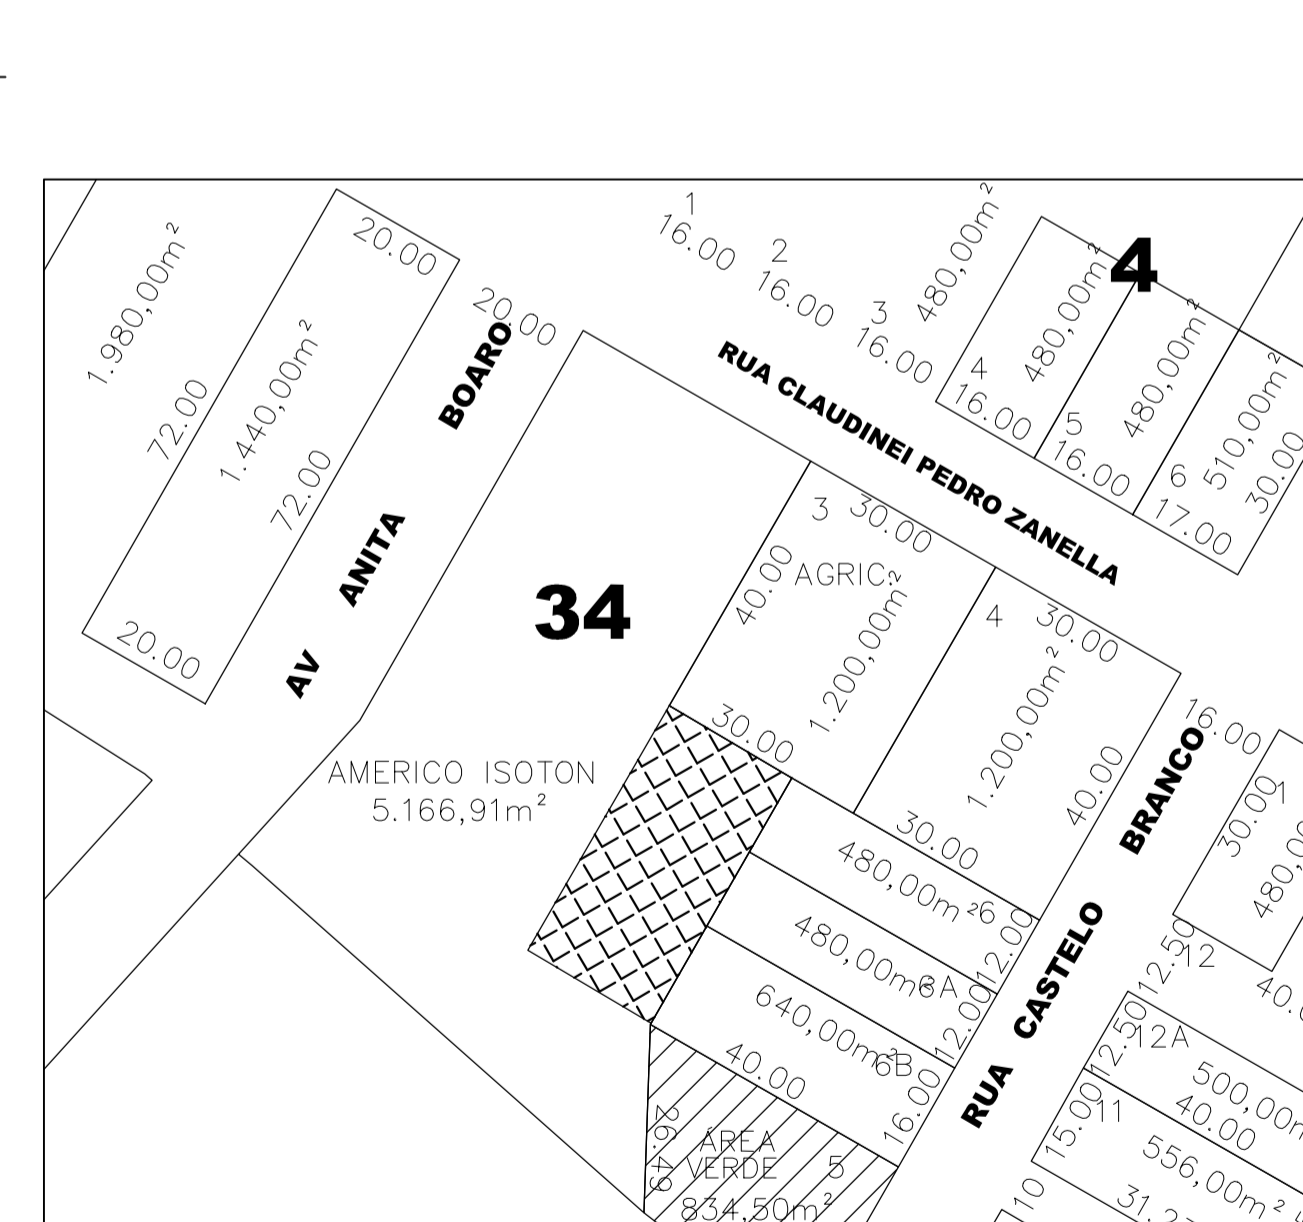 1.980,00m²
72.00
20.00
1.440,00m²
72.00
20.00
20.00
AV ANITA BOARO
1
16.00
2
16.00
3
16.00
480,00m²
4
480,00m²
4
16.00
480,00m²
5
16.00
510,00m²
6
17.00
30.00
RUA CLAUDINEI PEDRO ZANELLA
34
AMERICO ISOTON
5.166,91m²
3
30.00
40.00
AGRIC.
1.200,00m²
30.00
4
30.00
1.200,00m²
40.00
30.00
480,00m²
6
12.00
480,00m²
6A
12.00
640,00m²
6B
16.00
40.00
26.49
ÁREA
VERDE
5
834,50m²
RUA CASTELO BRANCO
16.00
1
30.00
12.50
12
12.50
12A
500,00m
40.00
15.00
11
556,00m²
10